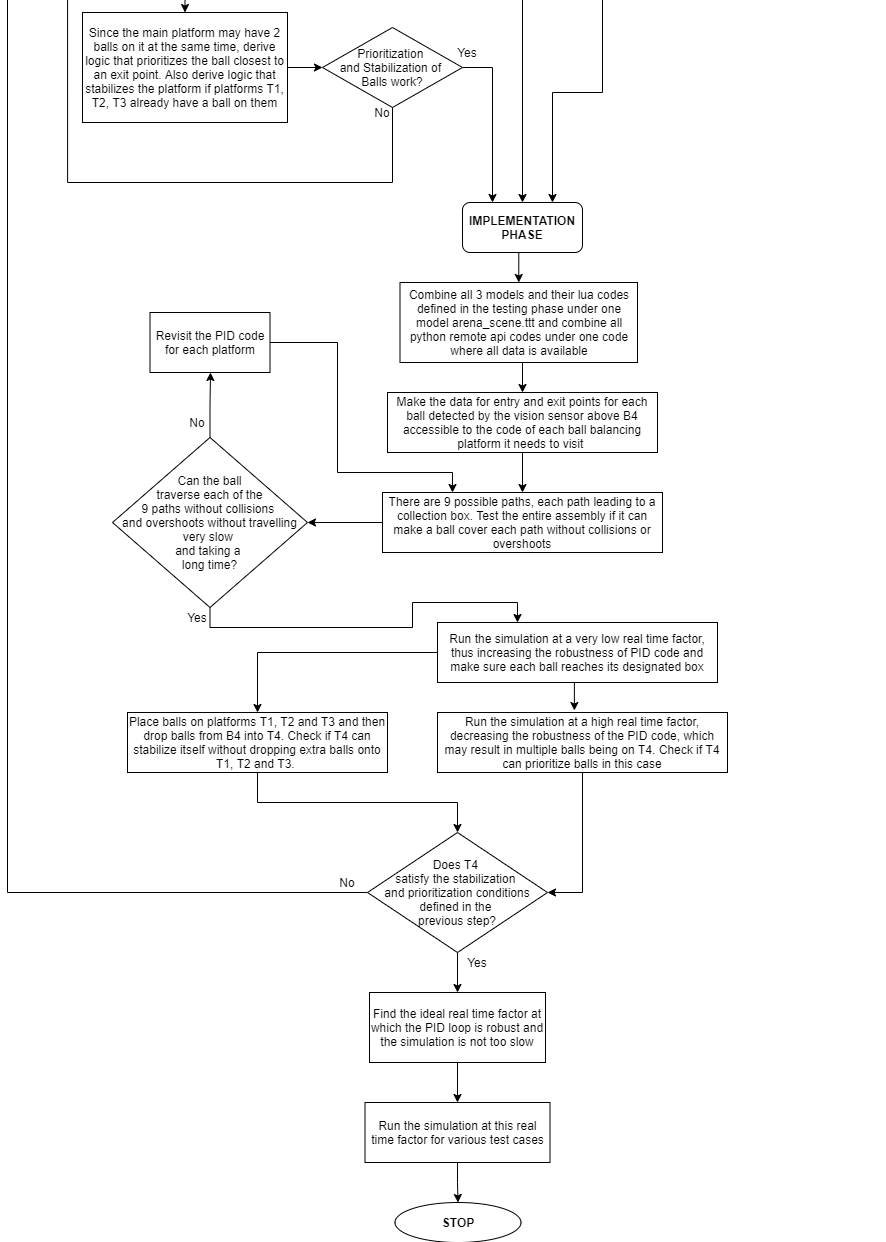 Since the main platform may have 2
balls on it at the same time, derive
logic that prioritizes the ball closest to
an exit point. Also derive logic that
stabilizes the platform if platforms T1,
T2, T3 already have a ball on them
Prioritization
and Stabilization of
Balls work?
Yes
No
IMPLEMENTATION
PHASE
Combine all 3 models and their lua codes
defined in the testing phase under one
model arena_scene.ttt and combine all
python remote api codes under one code
where all data is available
Revisit the PID code
for each platform
Make the data for entry and exit points for each
ball detected by the vision sensor above B4
accessible to the code of each ball balancing
platform it needs to visit
No
Can the ball
traverse each of the
9 paths without collisions
and overshoots without travelling
very slow
and taking a
long time?
There are 9 possible paths, each path leading to a
collection box. Test the entire assembly if it can
make a ball cover each path without collisions or
overshoots
Yes
Run the simulation at a very low real time factor,
thus increasing the robustness of PID code and
make sure each ball reaches its designated box
Place balls on platforms T1, T2 and T3 and then
drop balls from B4 into T4. Check if T4 can
stabilize itself without dropping extra balls onto
T1, T2 and T3.
Run the simulation at a high real time factor,
decreasing the robustness of the PID code, which
may result in multiple balls being on T4. Check if T4
can prioritize balls in this case
Does T4
satisfy the stabilization
and prioritization conditions
defined in the
previous step?
No
Yes
Find the ideal real time factor at
which the PID loop is robust and
the simulation is not too slow
Run the simulation at this real
time factor for various test cases
STOP